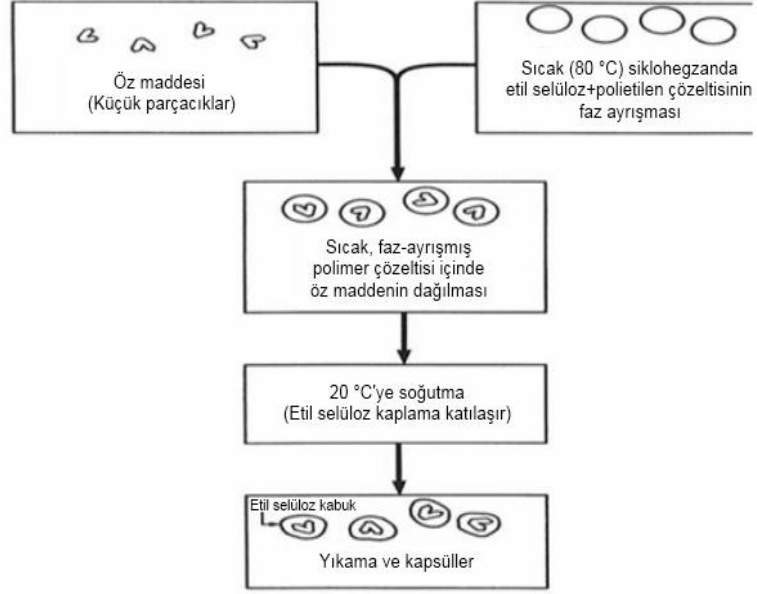 Öz maddesi
(Küçük parçacıklar)
Sıcak (80 °C) siklohegzanda
etil selüloz+polietilen çözeltisinin
faz ayrışması
Sıcak, faz-ayrışmış
polimer çözeltisi içinde
öz maddenin dağılması
20 °C'ye soğutma
(Etil selüloz kaplama katılaşır)
Etil selüloz kabuk
Yıkama ve kapsüller